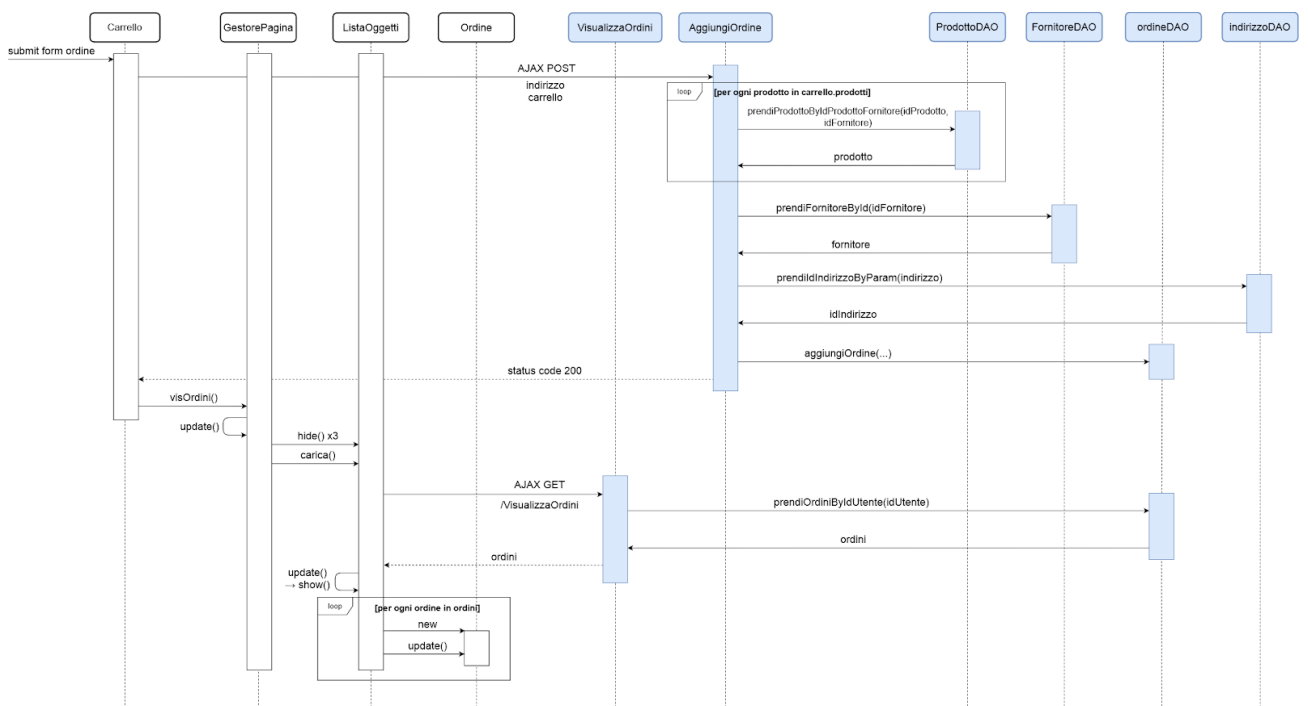 Carrello
GestorePagina
ListaOggetti
Ordine
VisualizzaOrdini
AggiungiOrdine
ProdottoDAO
FornitoreDAO
ordineDAO
indirizzoDAO
submit form ordine
AJAX POST
indirizzo
carrello
loop
[per ogni prodotto in carrello.prodotti]
prendiProdottoByIdProdottoFornitore(idProdotto,
idFornitore)
prodotto
prendiFornitoreById(idFornitore)
fornitore
prendiIdIndirizzoByParam(indirizzo)
idIndirizzo
aggiungiOrdine(...)
status code 200
visOrdini()
update()
hide() x3
carica()
AJAX GET
/VisualizzaOrdini
prendiOrdiniByIdUtente(idUtente)
ordini
ordini
update()
→ show()
loop
[per ogni ordine in ordini]
new
update()